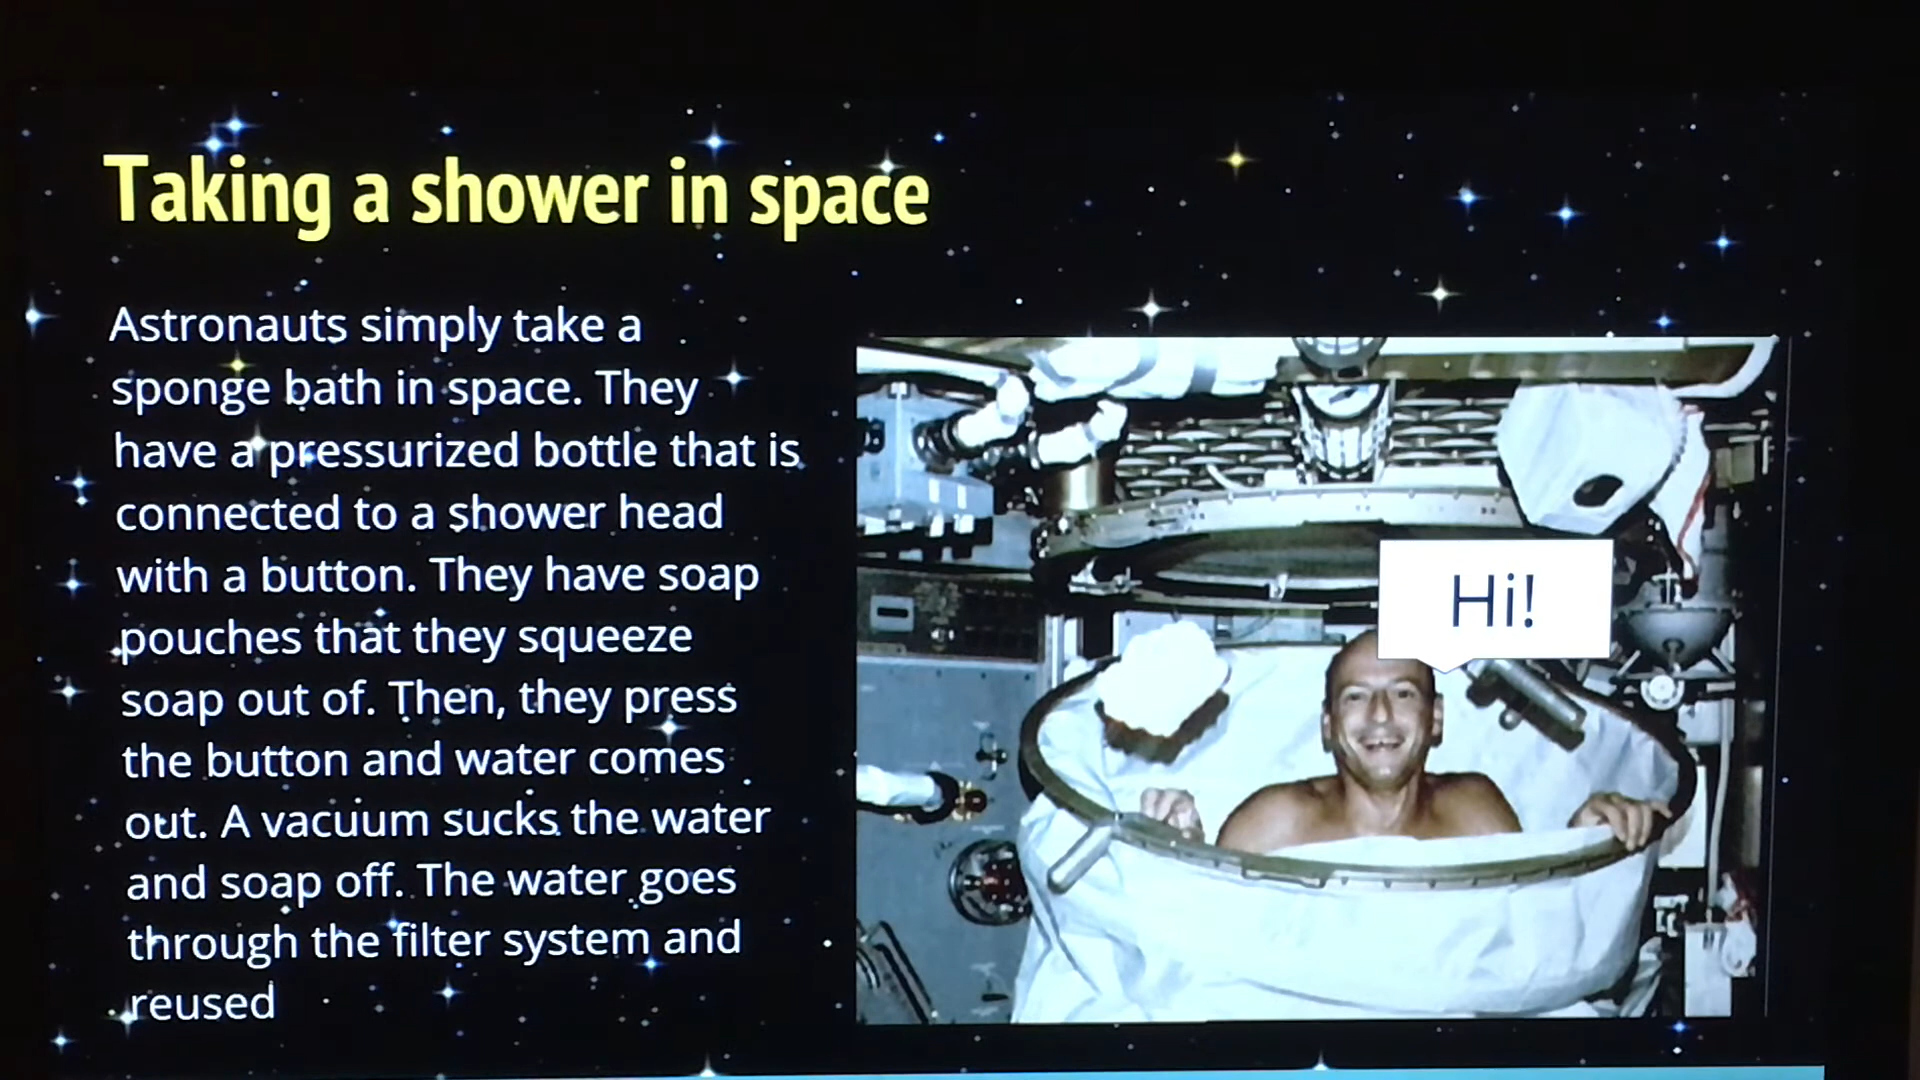 Taking a shower in space
Astronauts simply take a
sponge bath in space. They
have a pressurized bottle that is
connected to a shower head
with a button. They have soap
pouches that they squeeze
soap out of. Then, they press
the button and water comes
out. A vacuum sucks the water
and soap off. The water goes
through the filter system and
reused
Hi!